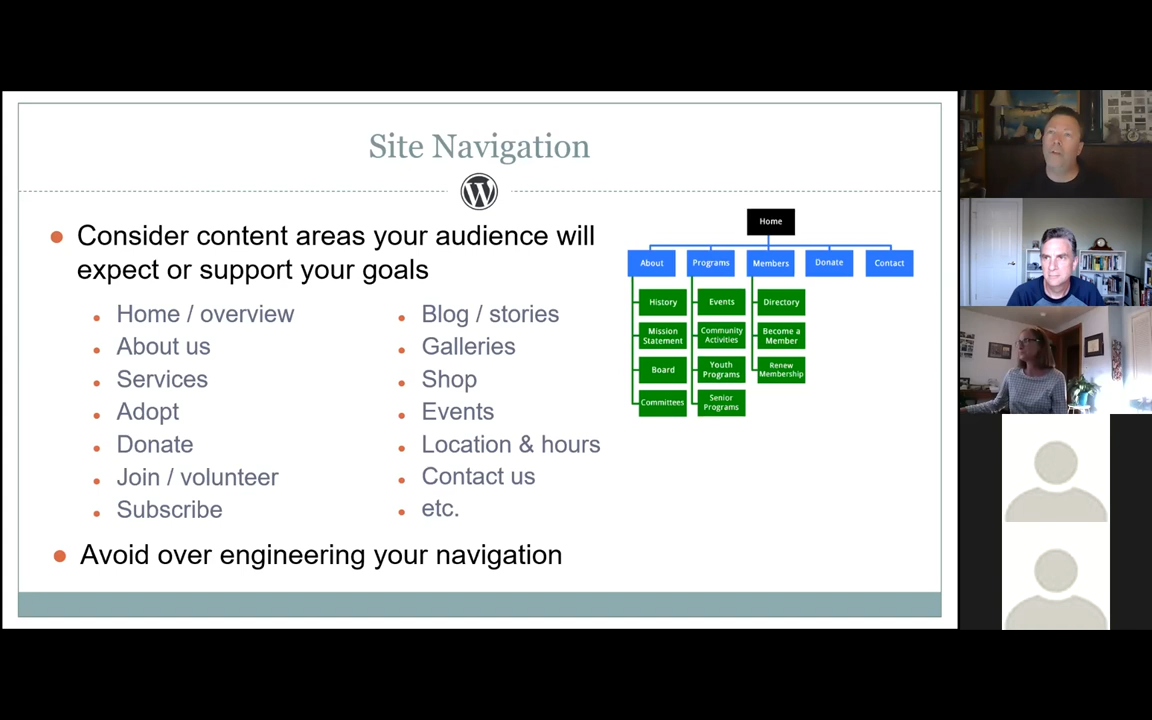 Site Navigation
Consider content areas your audience will
expect or support your goals
Home / overview
About us
Services
Adopt
Donate
Join / volunteer
Subscribe
Blog / stories
Galleries
Shop
Events
Location & hours
Contact us
etc.
Avoid over engineering your navigation
Home
About
Programs
Members
Donate
Contact
History
Mission
Statement
Board
Committees
Events
Community
Activities
Youth
Programs
Senior
Programs
Directory
Become a
Member
Renew
Membership